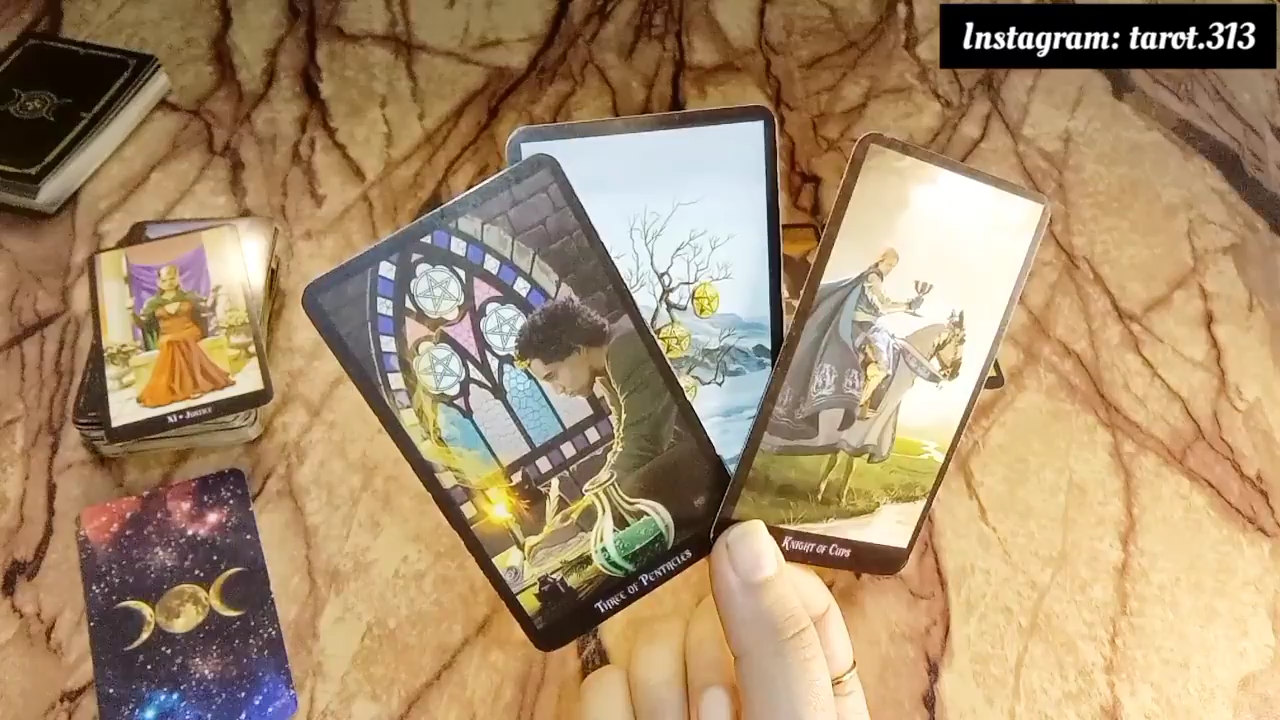 Instagram: tarot.313
XI • Justice
Three of Pentacles
Knight of Cups